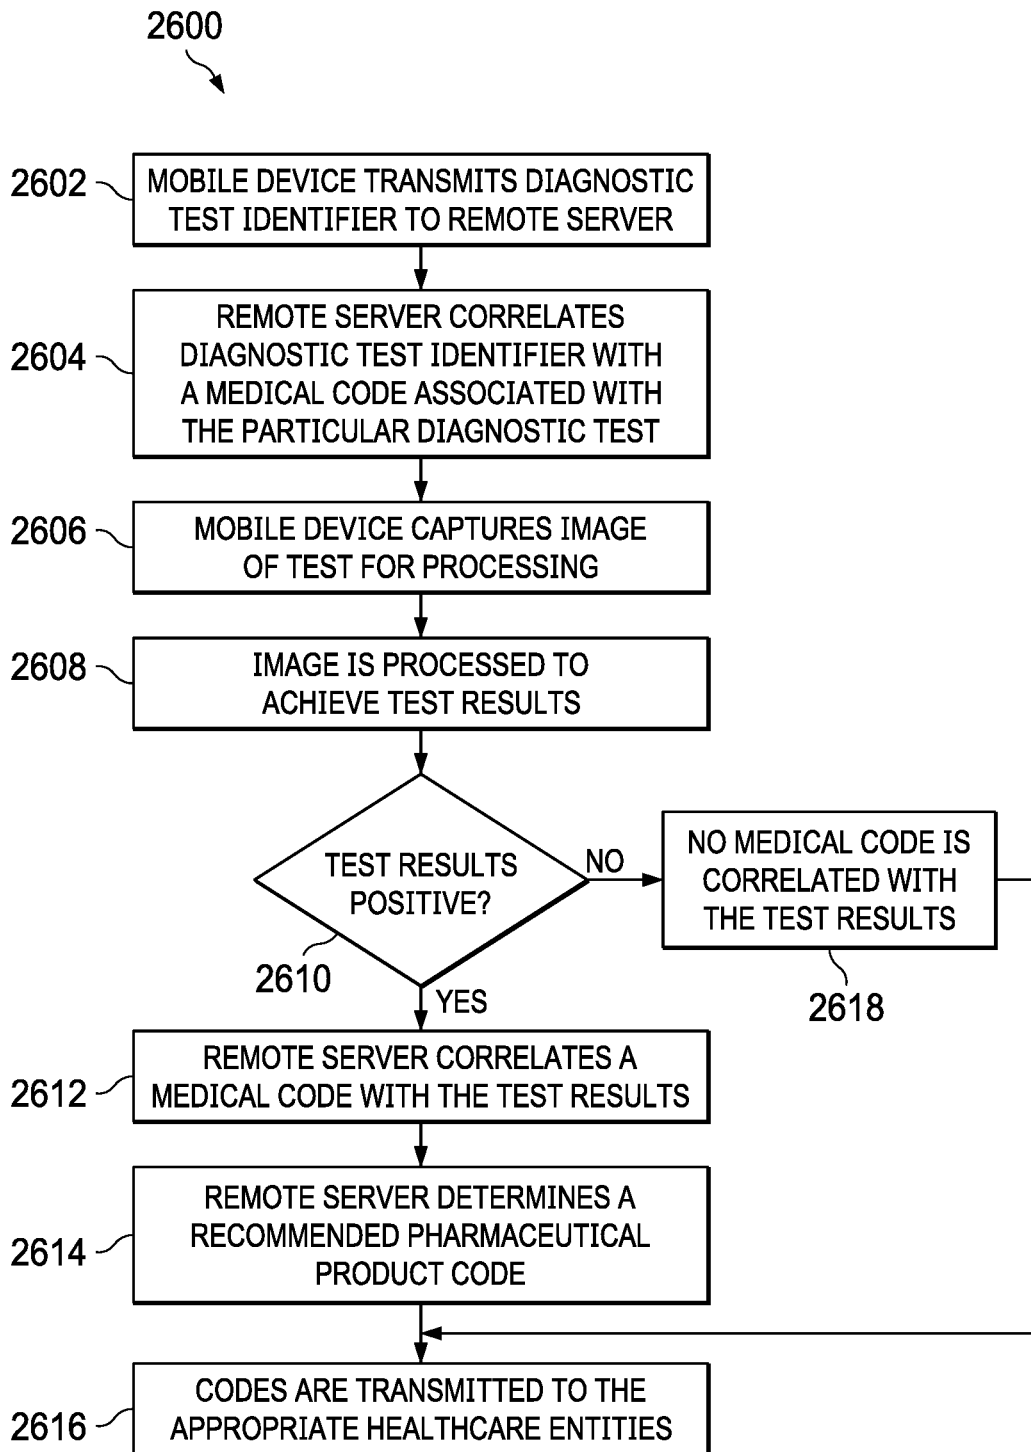 2600
2602
MOBILE DEVICE TRANSMITS DIAGNOSTIC
TEST IDENTIFIER TO REMOTE SERVER
2604
REMOTE SERVER CORRELATES
DIAGNOSTIC TEST IDENTIFIER WITH
A MEDICAL CODE ASSOCIATED WITH
THE PARTICULAR DIAGNOSTIC TEST
2606
MOBILE DEVICE CAPTURES IMAGE
OF TEST FOR PROCESSING
2608
IMAGE IS PROCESSED TO
ACHIEVE TEST RESULTS
TEST RESULTS
POSITIVE?
2610
NO
NO MEDICAL CODE IS
CORRELATED WITH
THE TEST RESULTS
2618
YES
2612
REMOTE SERVER CORRELATES A
MEDICAL CODE WITH THE TEST RESULTS
2614
REMOTE SERVER DETERMINES A
RECOMMENDED PHARMACEUTICAL
PRODUCT CODE
2616
CODES ARE TRANSMITTED TO THE
APPROPRIATE HEALTHCARE ENTITIES